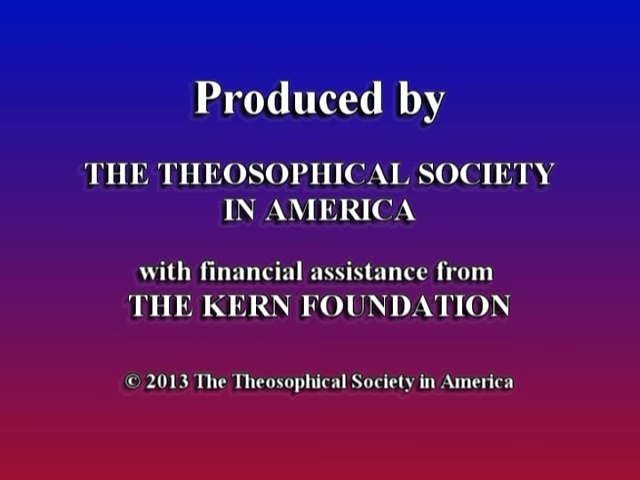 Produced by
THE THEOSOPHICAL SOCIETY
IN AMERICA
with financial assistance from
THE KERN FOUNDATION
© 2013 The Theosophical Society in America